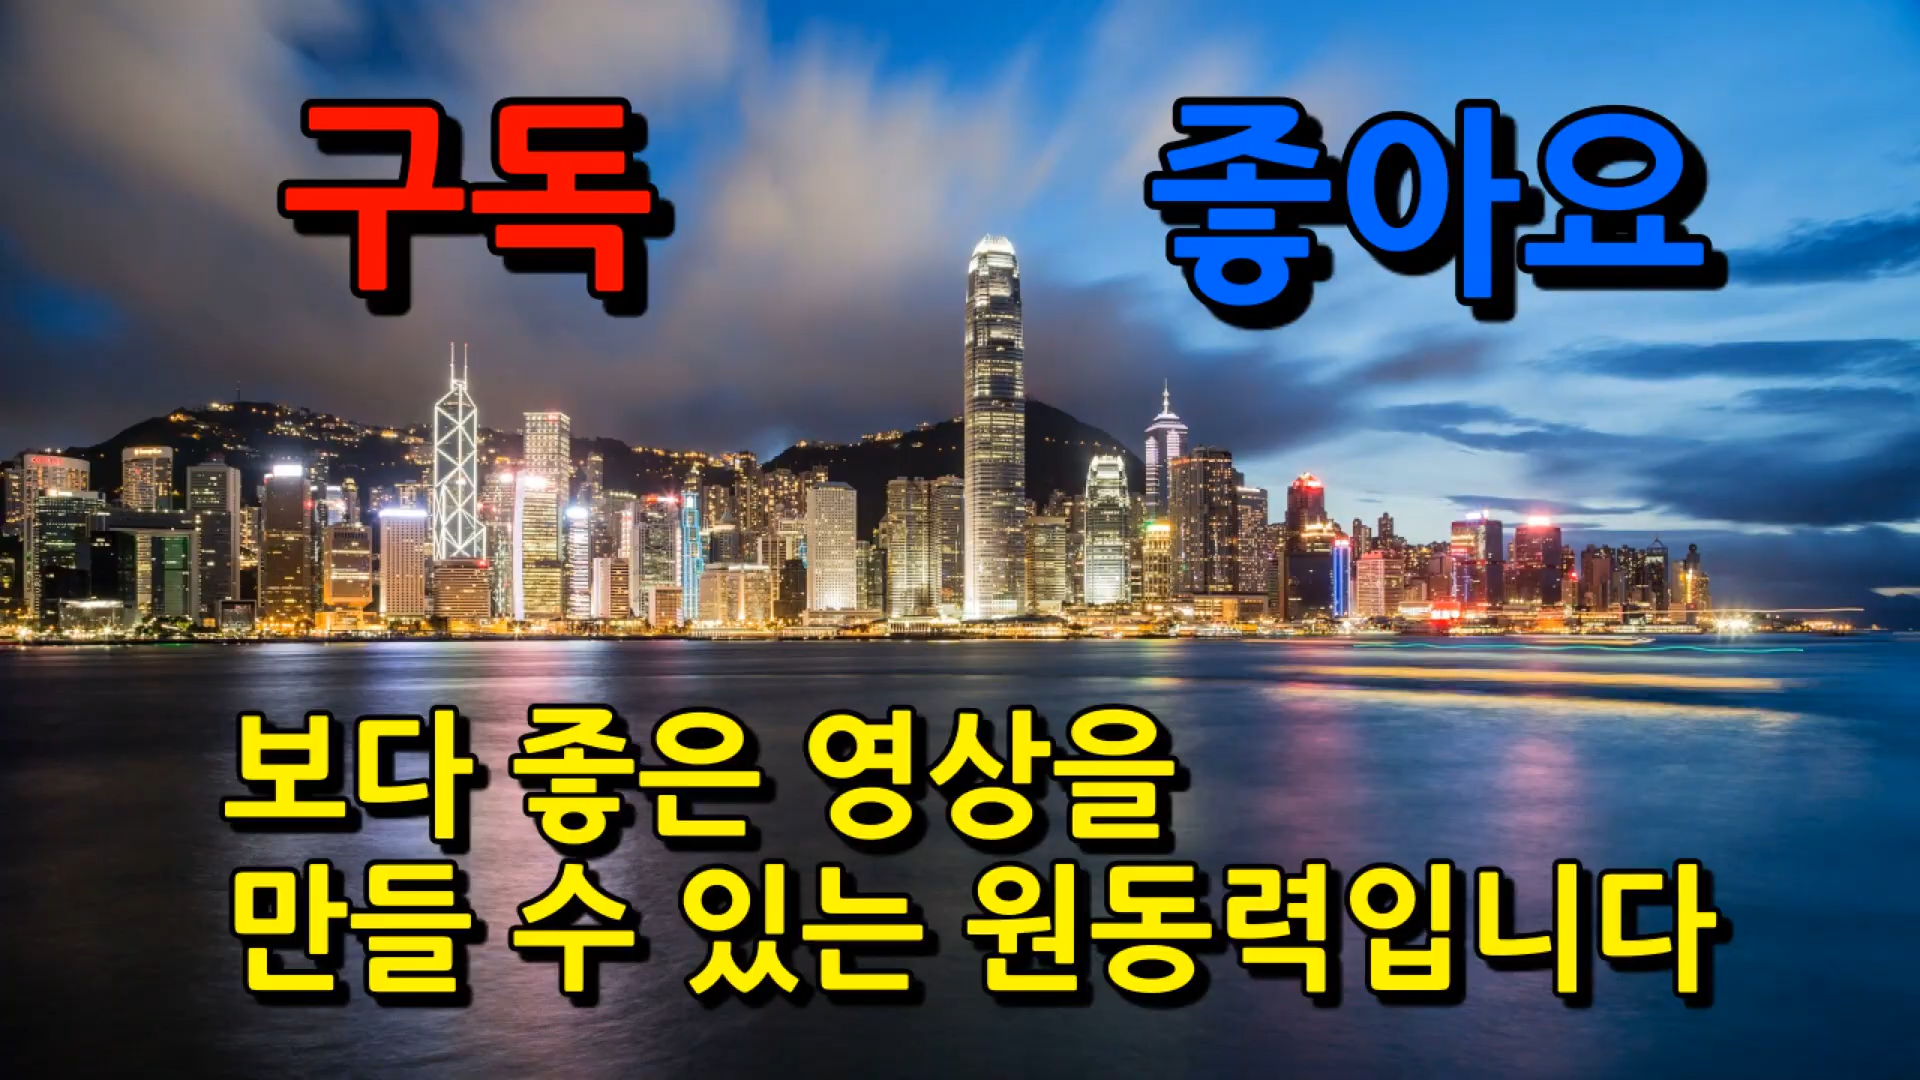 구독 좋아요
보다 좋은 영상을
만들 수 있는 원동력입니다